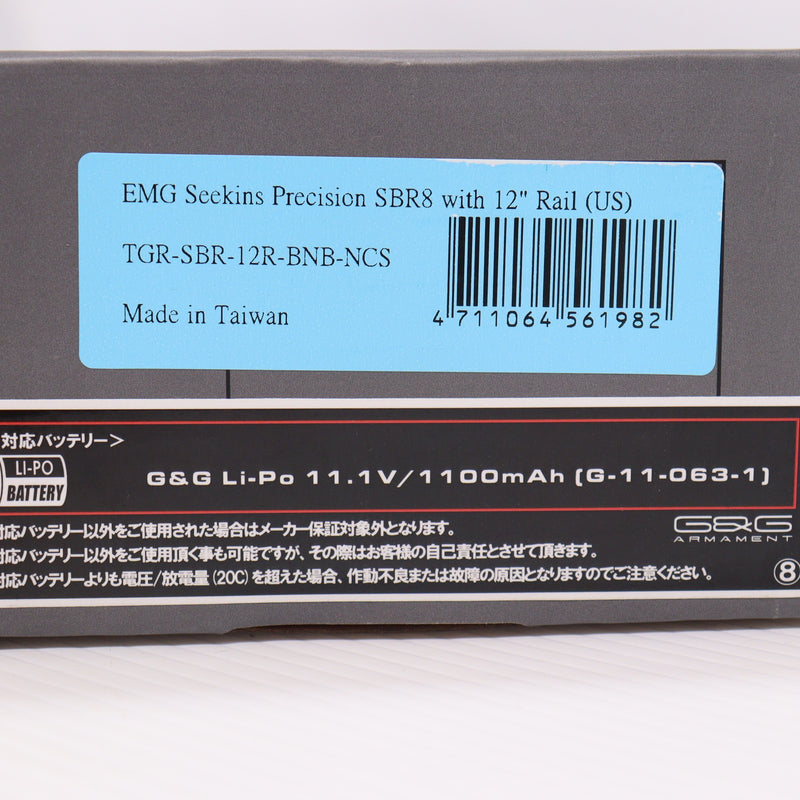 EMG Seekins Precision SBR8 with 12" Rail (US)
TGR-SBR-12R-BNB-NCS
Made in Taiwan
4 711064 561982
対応バッテリー>
LI-PO
BATTERY
G&G Li-Po 11.1V/1100mAh (G-11-063-1)
対応バッテリー以外をご使用された場合はメーカー保証対象外となります。
対応バッテリー以外をご使用頂く事も可能ですが、その際はお客様の自己責任とさせて頂きます。
対応バッテリーよりも電圧/放電量(20C)を超えた場合、作動不良または故障の原因となりますのでご注意ください。
G&G
ARMAMENT
⑧